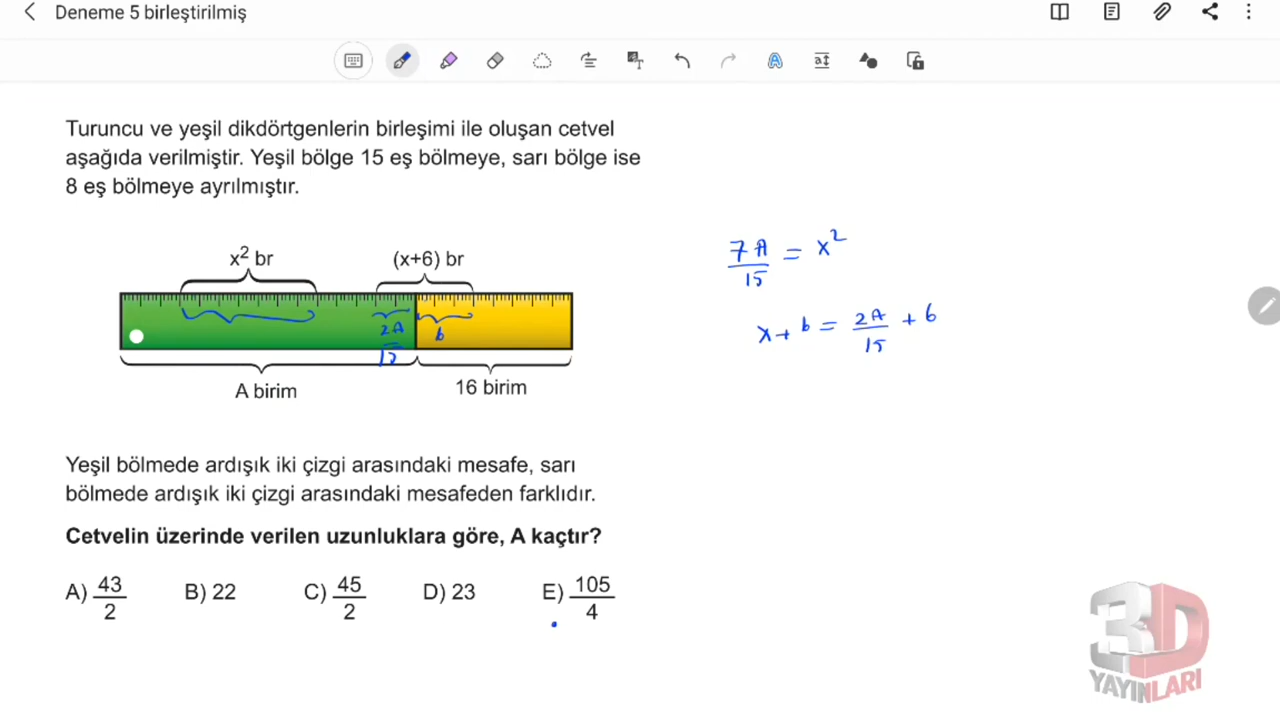 Deneme 5 birleştirilmiş
Turuncu ve yeşil dikdörtgenlerin birleşimi ile oluşan cetvel
aşağıda verilmiştir. Yeşil bölge 15 eş bölmeye, sarı bölge ise
8 eş bölmeye ayrılmıştır.
x² br
(x+6) br
2A/15
6
A birim
16 birim
7A/15 = x²
x+6 = 2A/15 + 6
Yeşil bölmede ardışık iki çizgi arasındaki mesafe, sarı
bölmede ardışık iki çizgi arasındaki mesafeden farklıdır.
Cetvelin üzerinde verilen uzunluklara göre, A kaçtır?
A) 43/2 B) 22 C) 45/2 D) 23 E) 105/4
3D
YAYINLARI